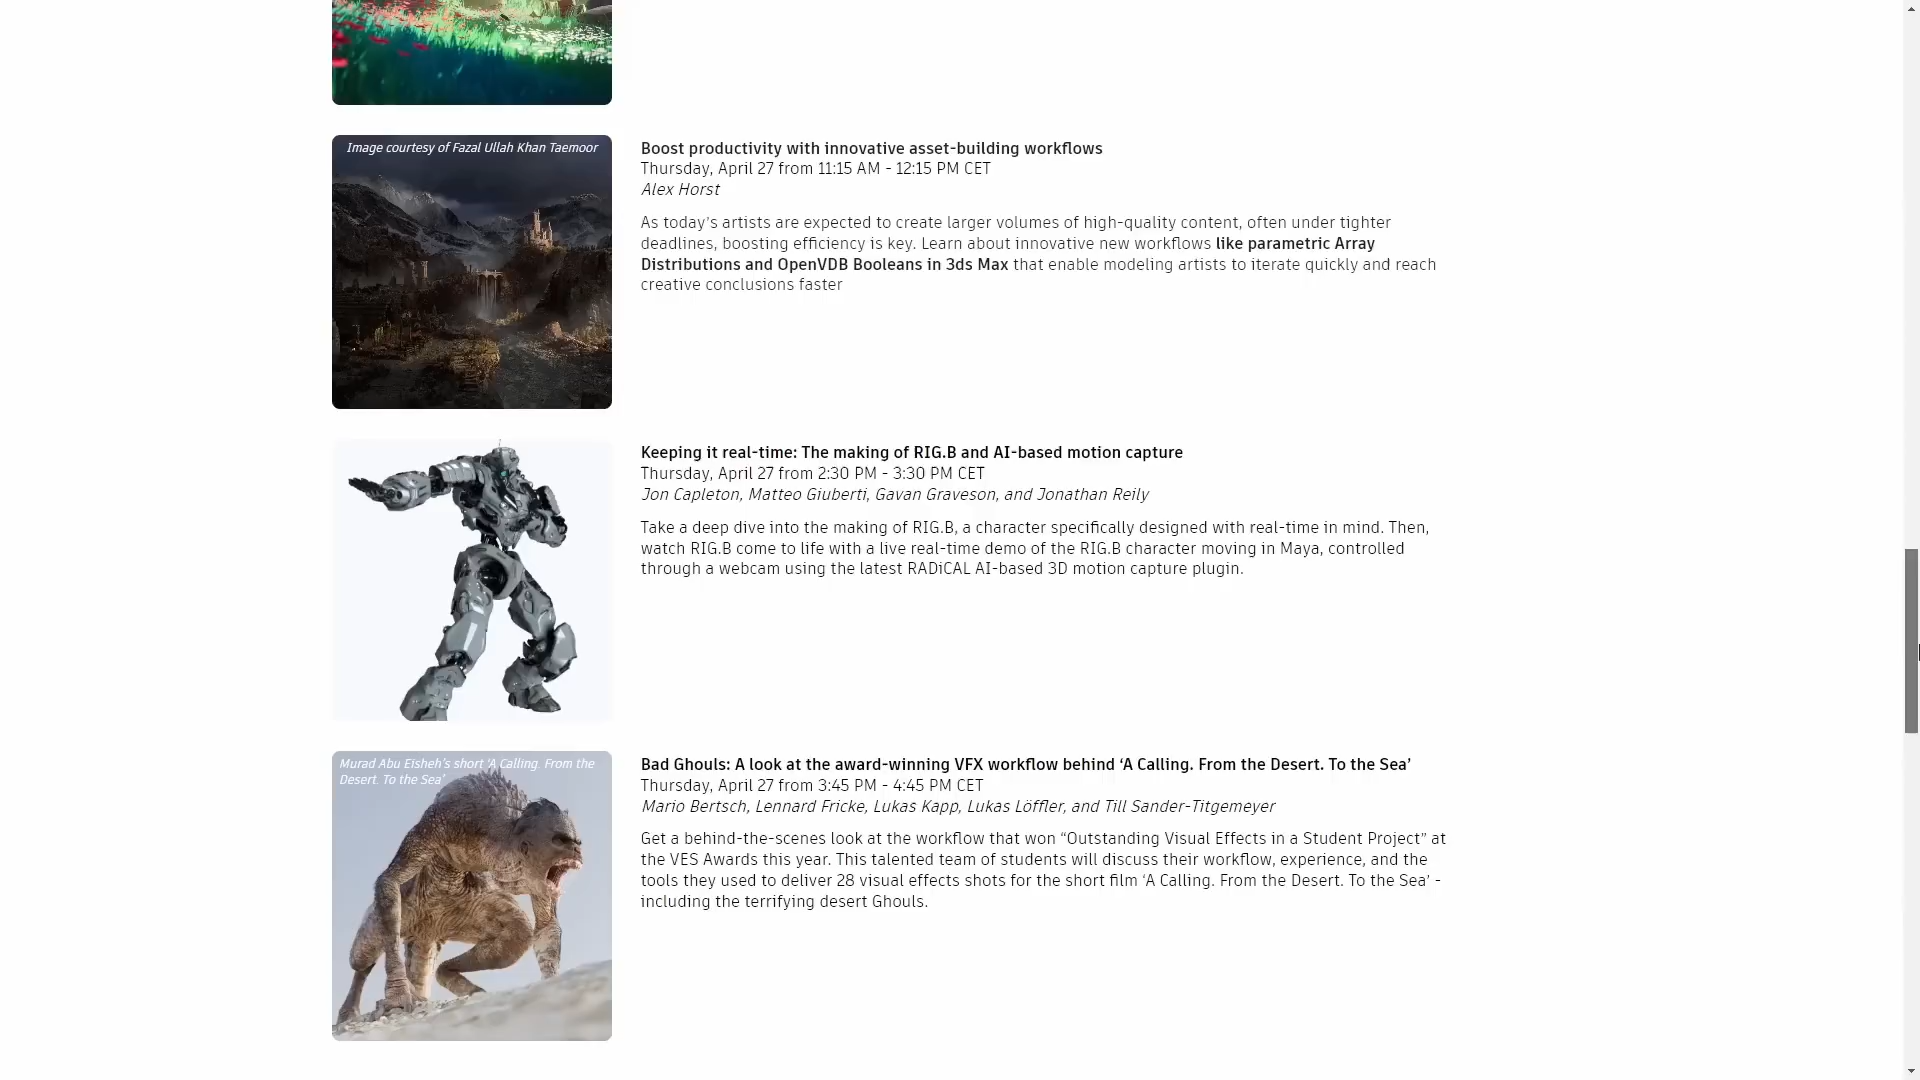 Image courtesy of Fazal Ullah Khan Taemoor
Boost productivity with innovative asset-building workflows
Thursday, April 27 from 11:15 AM - 12:15 PM CET
Alex Horst
As today’s artists are expected to create larger volumes of high-quality content, often under tighter
deadlines, boosting efficiency is key. Learn about innovative new workflows like parametric Array
Distributions and OpenVDB Booleans in 3ds Max that enable modeling artists to iterate quickly and reach
creative conclusions faster
Keeping it real-time: The making of RIG.B and AI-based motion capture
Thursday, April 27 from 2:30 PM - 3:30 PM CET
Jon Capleton, Matteo Giuberti, Gavan Graveson, and Jonathan Reily
Take a deep dive into the making of RIG.B, a character specifically designed with real-time in mind. Then,
watch RIG.B come to life with a live real-time demo of the RIG.B character moving in Maya, controlled
through a webcam using the latest RADiCAL AI-based 3D motion capture plugin.
Murad Abu Eisheh’s short ‘A Calling. From the
Desert. To the Sea’
Bad Ghouls: A look at the award-winning VFX workflow behind ‘A Calling. From the Desert. To the Sea’
Thursday, April 27 from 3:45 PM - 4:45 PM CET
Mario Bertsch, Lennard Fricke, Lukas Kapp, Lukas Löffler, and Till Sander-Titgemeyer
Get a behind-the-scenes look at the workflow that won “Outstanding Visual Effects in a Student Project” at
the VES Awards this year. This talented team of students will discuss their workflow, experience, and the
tools they used to deliver 28 visual effects shots for the short film ‘A Calling. From the Desert. To the Sea’ -
including the terrifying desert Ghouls.